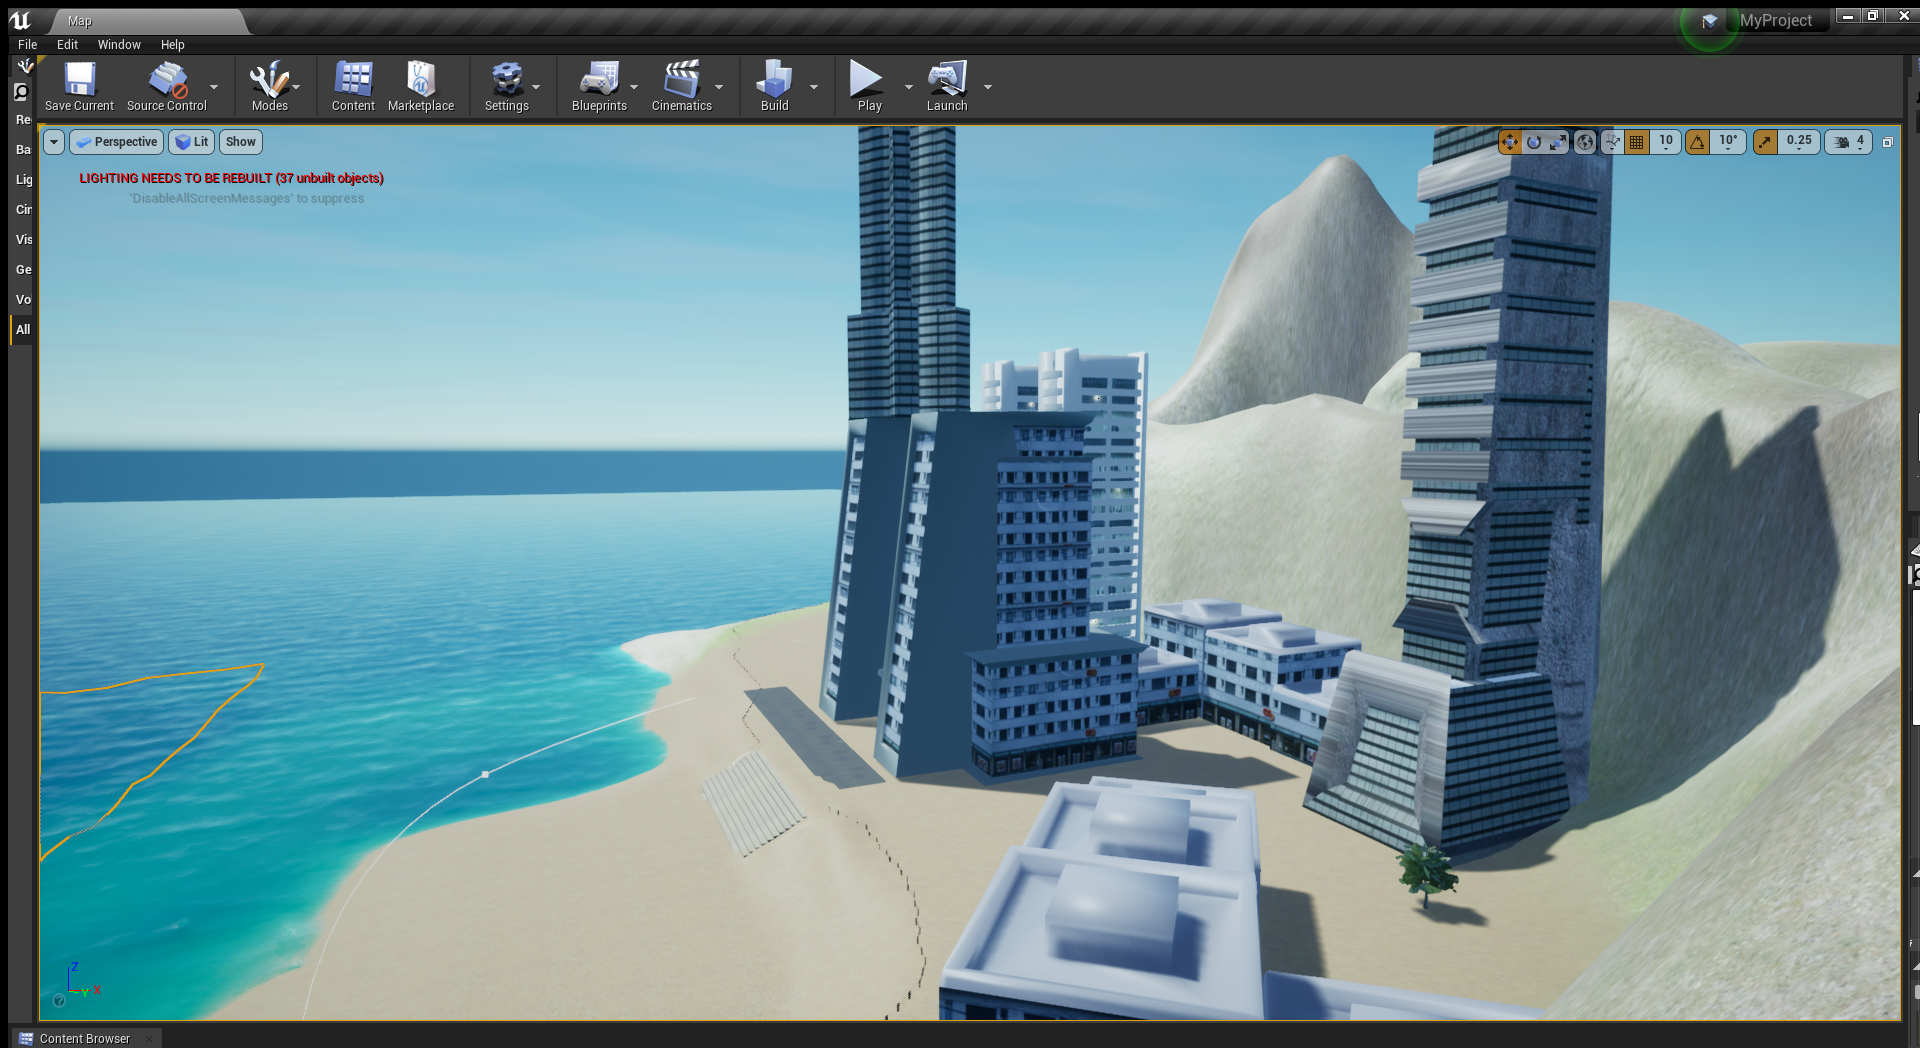 Map
MyProject
File Edit Window Help
Save Current Source Control Modes Content Marketplace Settings Blueprints Cinematics Build Play Launch
Perspective Lit Show
10 10° 0.25 4
LIGHTING NEEDS TO BE REBUILT (37 unbuilt objects)
'DisableAllScreenMessages' to suppress
Re
Ba
Lig
Cin
Vis
Ge
Vo
All
Z
Y X
?
Content Browser